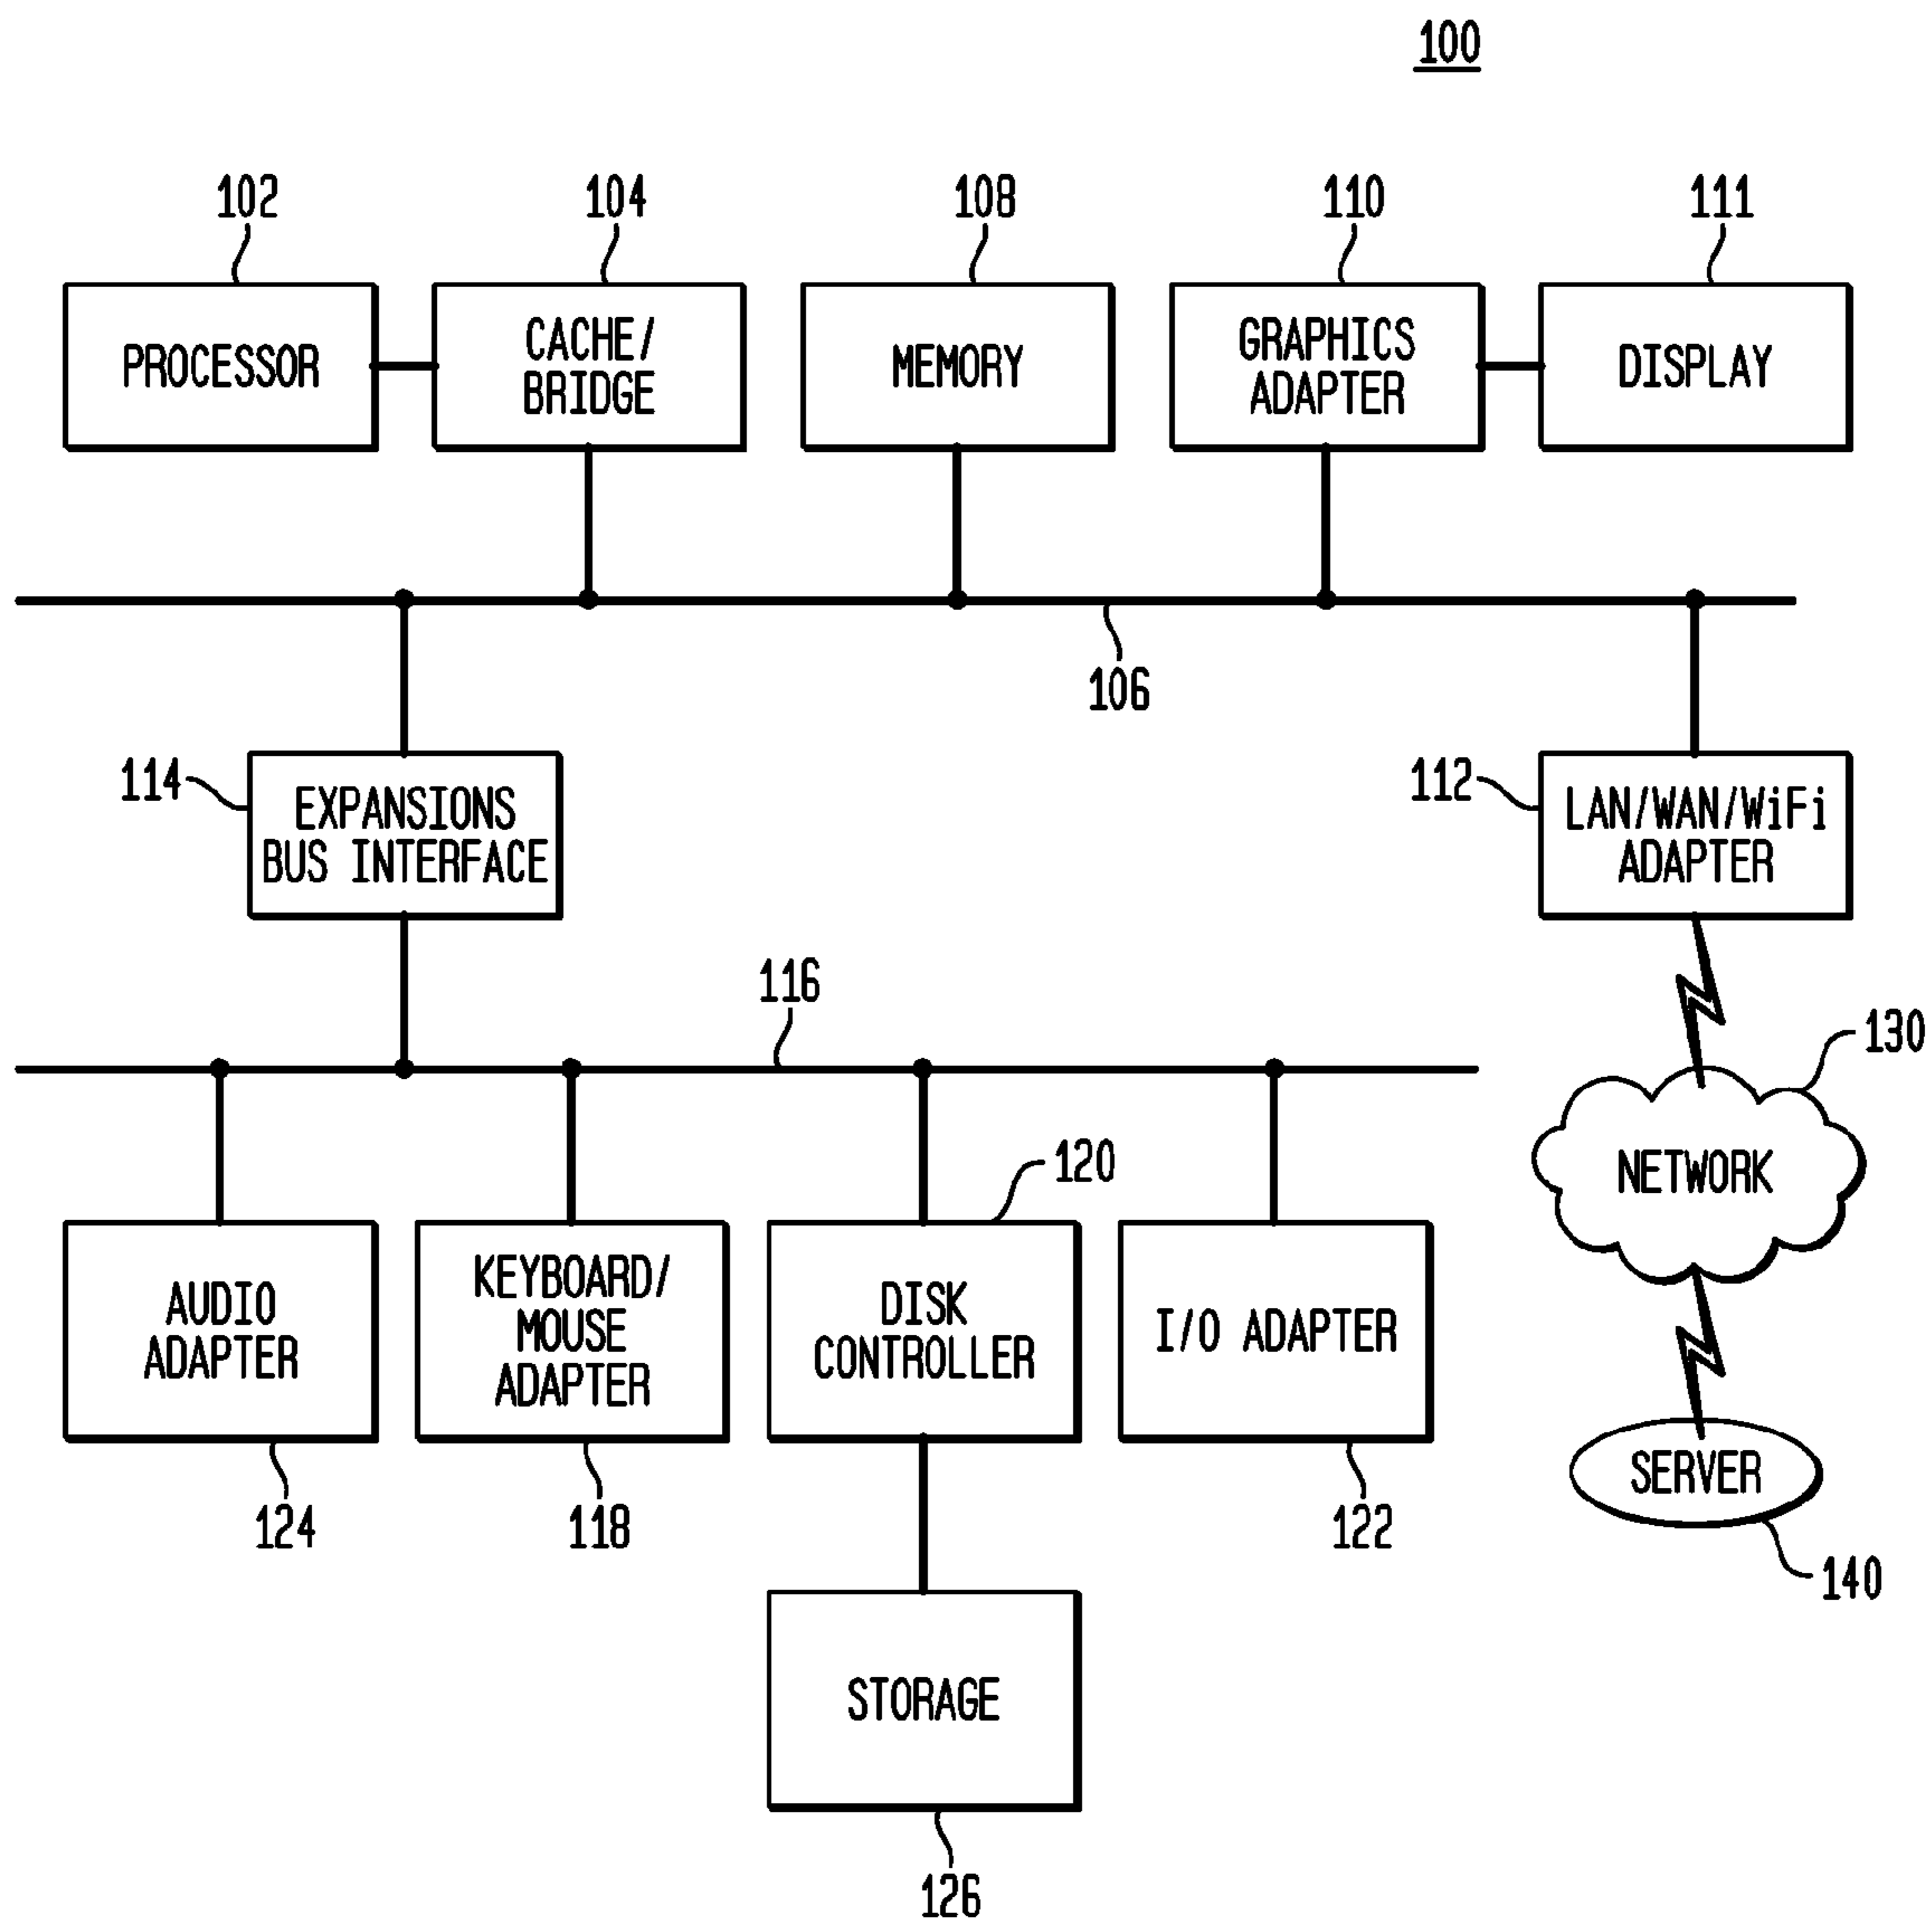 100
102
104
108
110
111
PROCESSOR
CACHE/
BRIDGE
MEMORY
GRAPHICS
ADAPTER
DISPLAY
106
114
EXPANSIONS
BUS INTERFACE
112
LAN/WAN/WiFi
ADAPTER
116
130
NETWORK
120
AUDIO
ADAPTER
KEYBOARD/
MOUSE
ADAPTER
DISK
CONTROLLER
I/O ADAPTER
SERVER
124
118
122
140
STORAGE
126